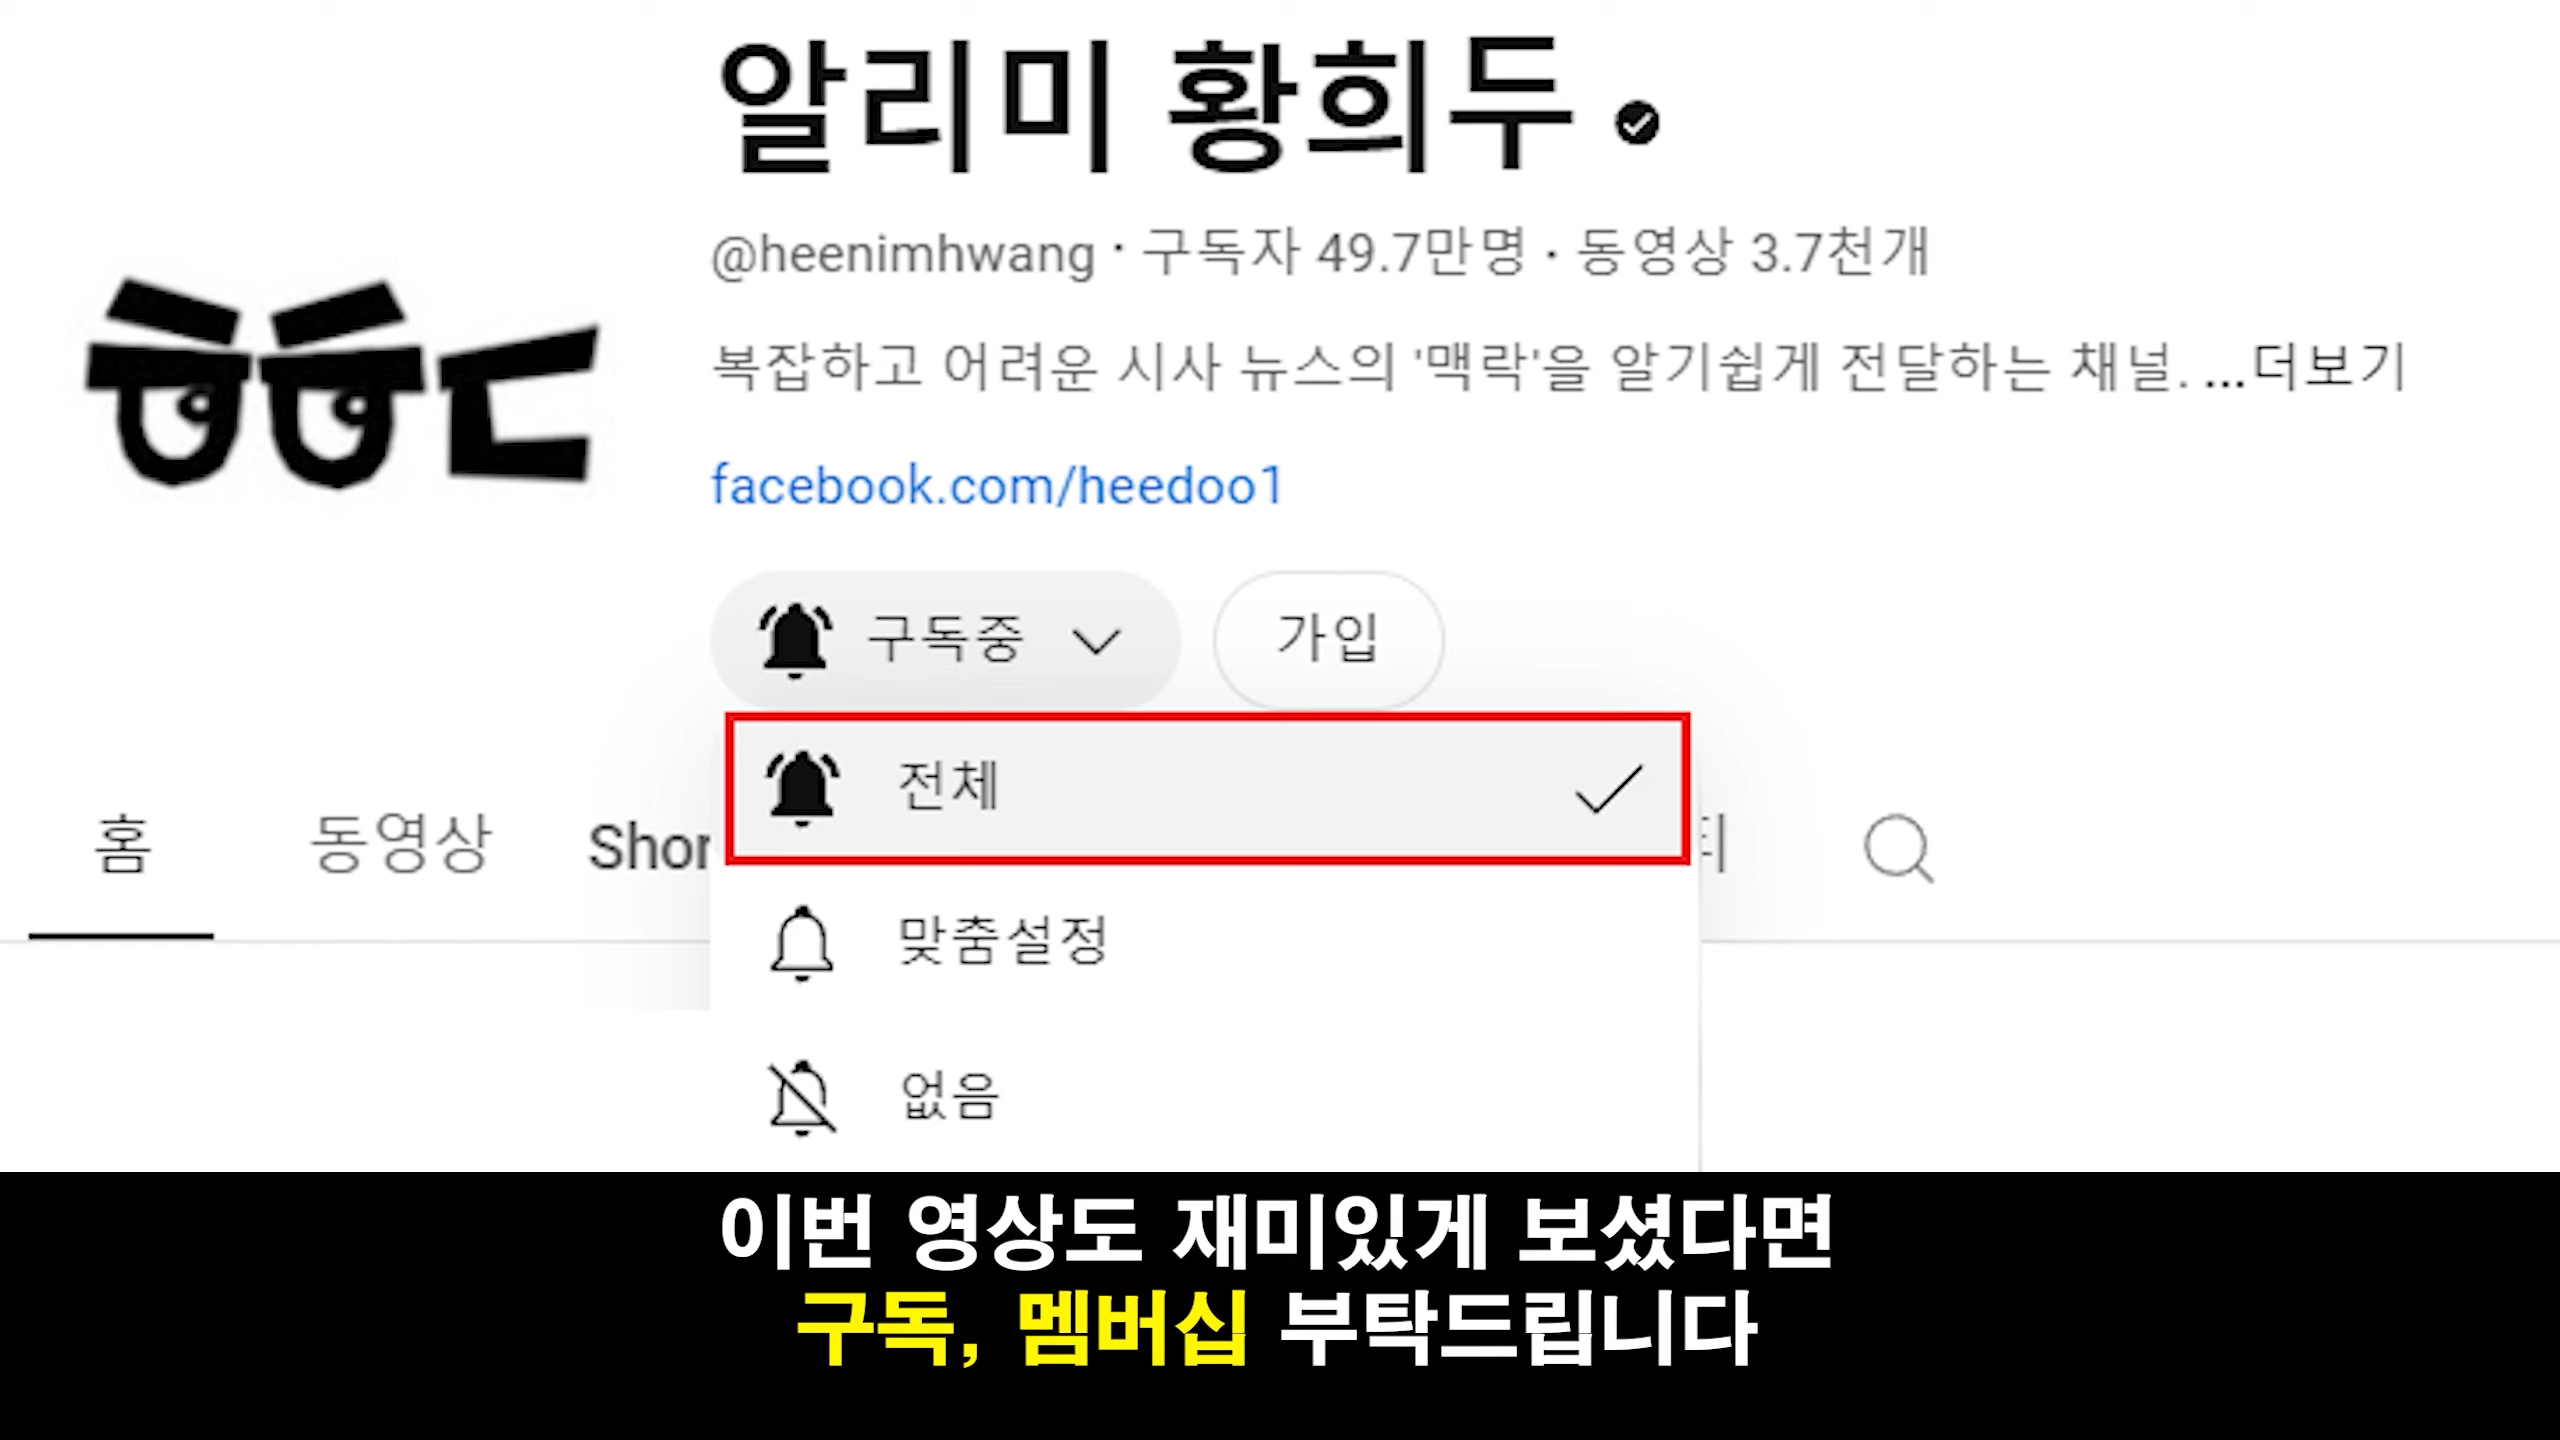 알리미 황희두
@heenimhwang · 구독자 49.7만명 · 동영상 3.7천개
복잡하고 어려운 시사 뉴스의 '맥락'을 알기쉽게 전달하는 채널. ...더보기
facebook.com/heedoo1
구독중 가입
전체
홈 동영상 Shor 티
맞춤설정
없음
이번 영상도 재미있게 보셨다면
구독, 멤버십 부탁드립니다